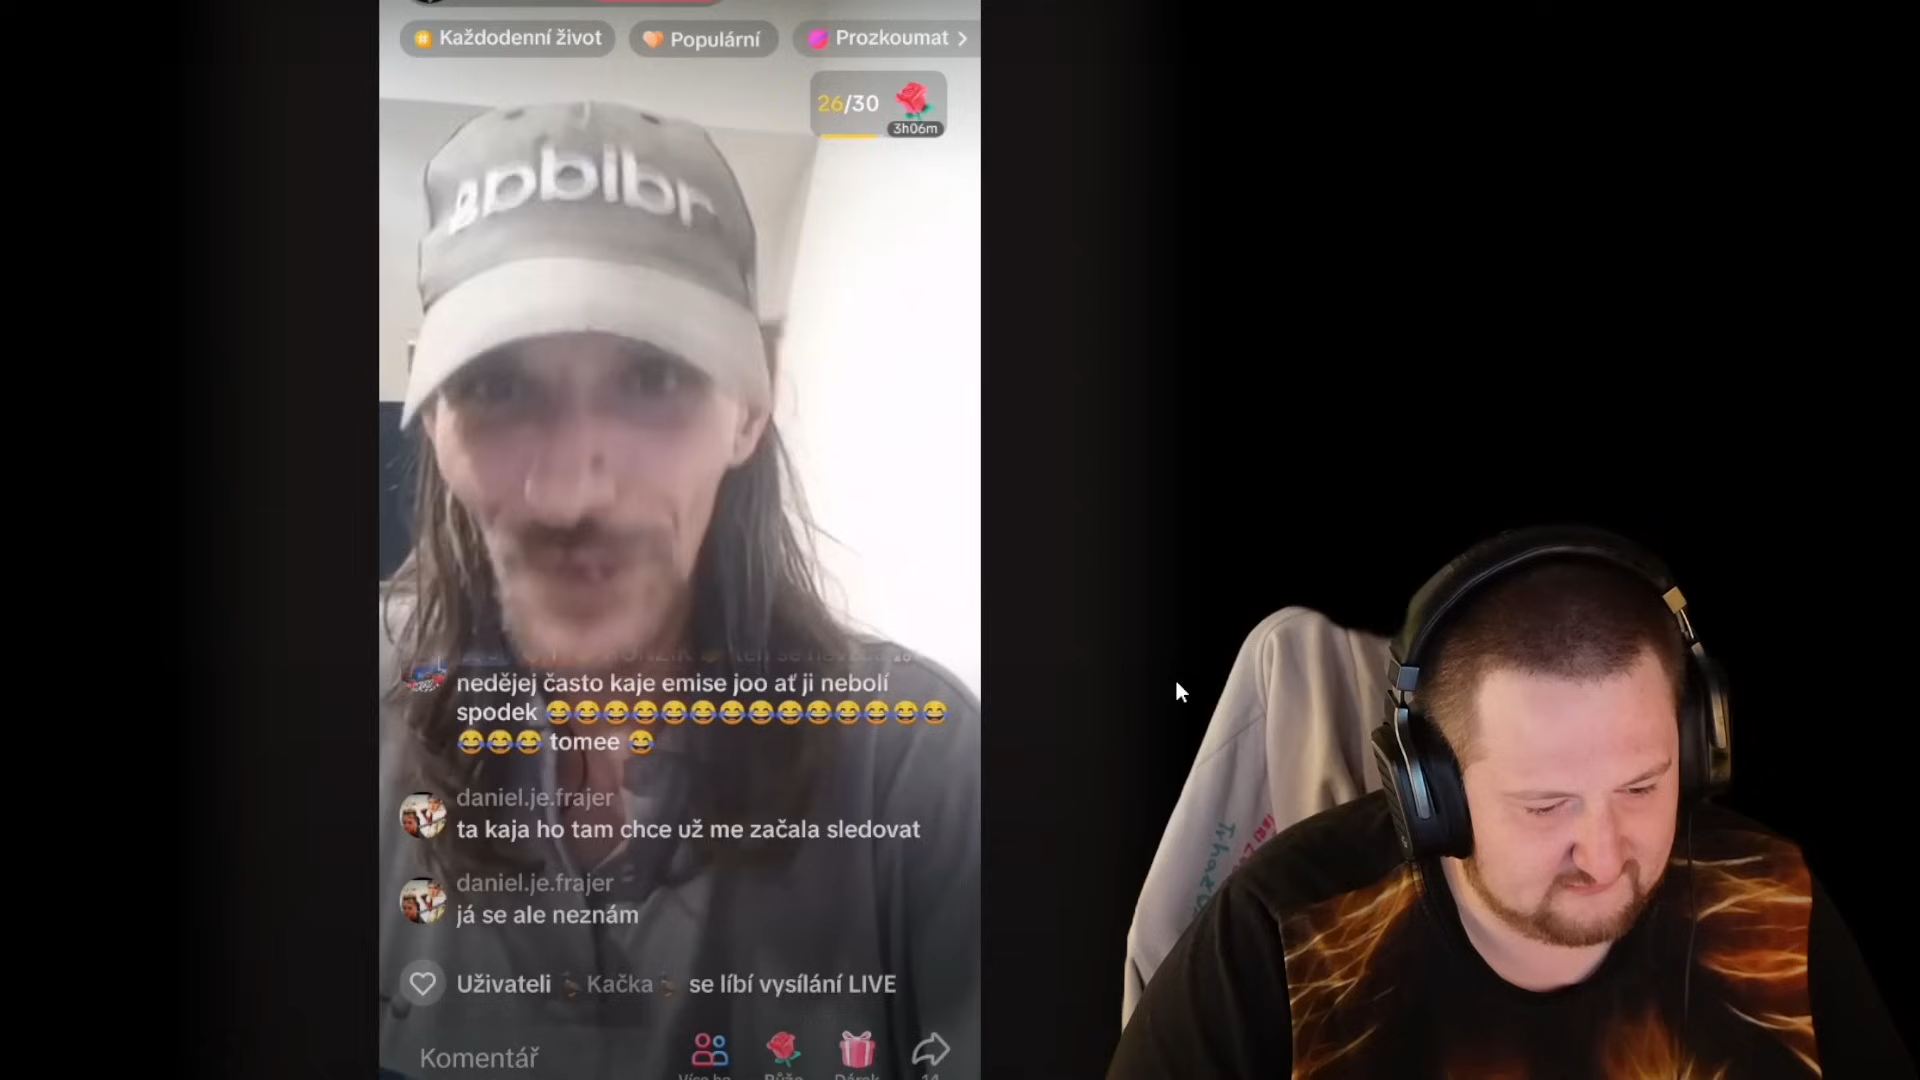 Každodenní život
Populární
Prozkoumat
26/30
3h06m
nedějej často kaje emise joo ať ji nebolí
spodek 😂😂😂😂😂😂😂😂😂😂😂😂😂😂
😂😂😂 tomee 😂
daniel.je.frajer
ta kaja ho tam chce už me začala sledovat
daniel.je.frajer
já se ale neznám
Uživateli Kačka se líbí vysílání LIVE
Komentář